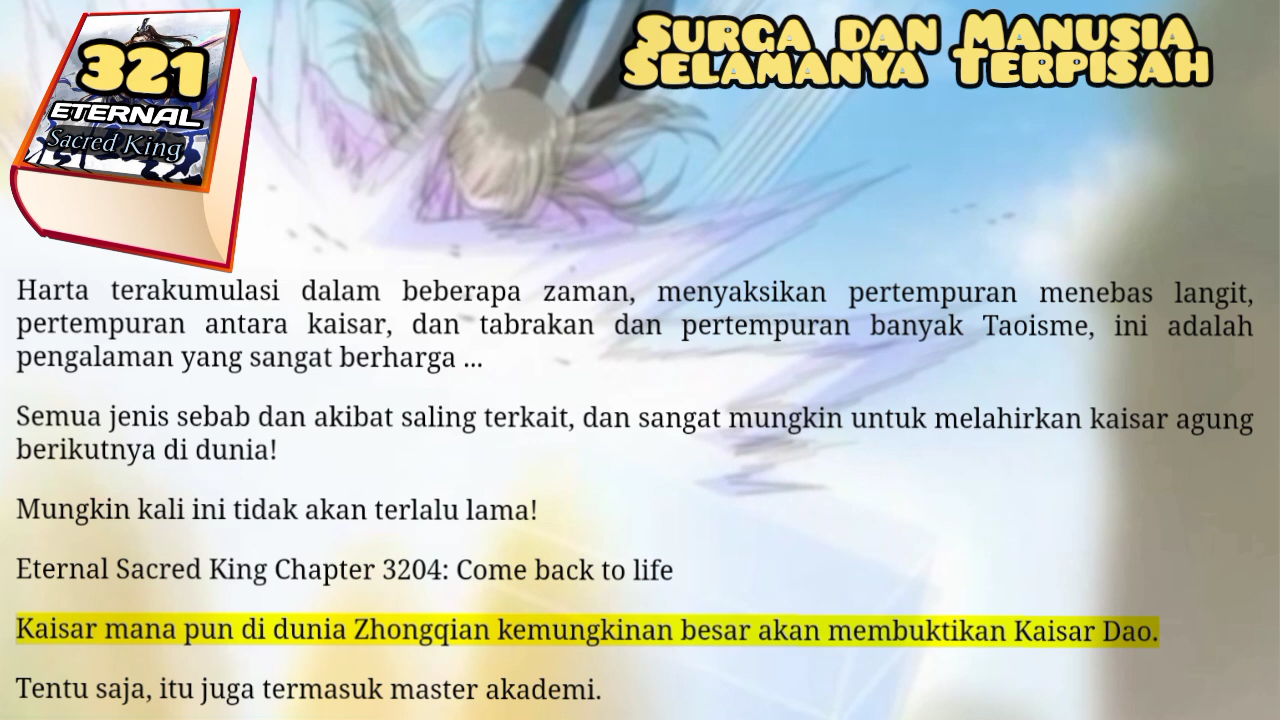 321
ETERNAL
Sacred King
SURGA DAN MANUSIA
SELAMANYA TERPISAH
Harta terakumulasi dalam beberapa zaman, menyaksikan pertempuran menebas langit,
pertempuran antara kaisar, dan tabrakan dan pertempuran banyak Taoisme, ini adalah
pengalaman yang sangat berharga ...
Semua jenis sebab dan akibat saling terkait, dan sangat mungkin untuk melahirkan kaisar agung
berikutnya di dunia!
Mungkin kali ini tidak akan terlalu lama!
Eternal Sacred King Chapter 3204: Come back to life
Kaisar mana pun di dunia Zhongqian kemungkinan besar akan membuktikan Kaisar Dao.
Tentu saja, itu juga termasuk master akademi.